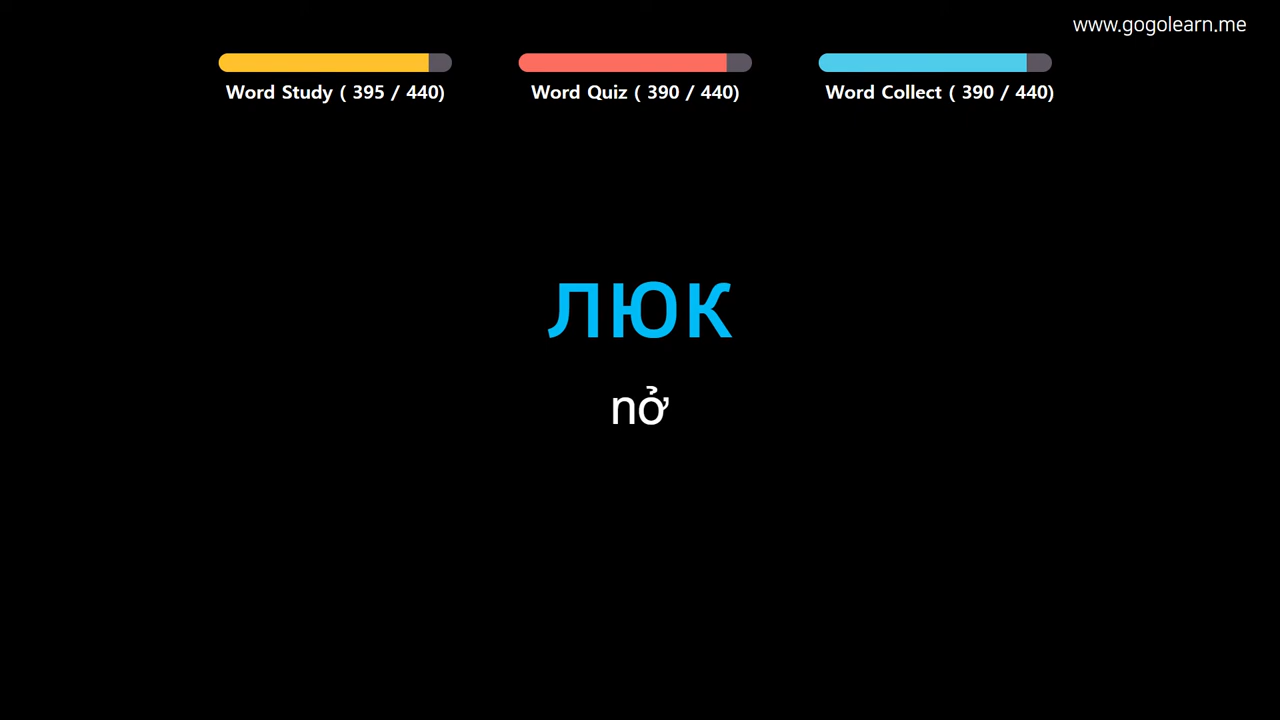 www.gogolearn.me
Word Study ( 395 / 440)
Word Quiz ( 390 / 440)
Word Collect ( 390 / 440)
люк
nở